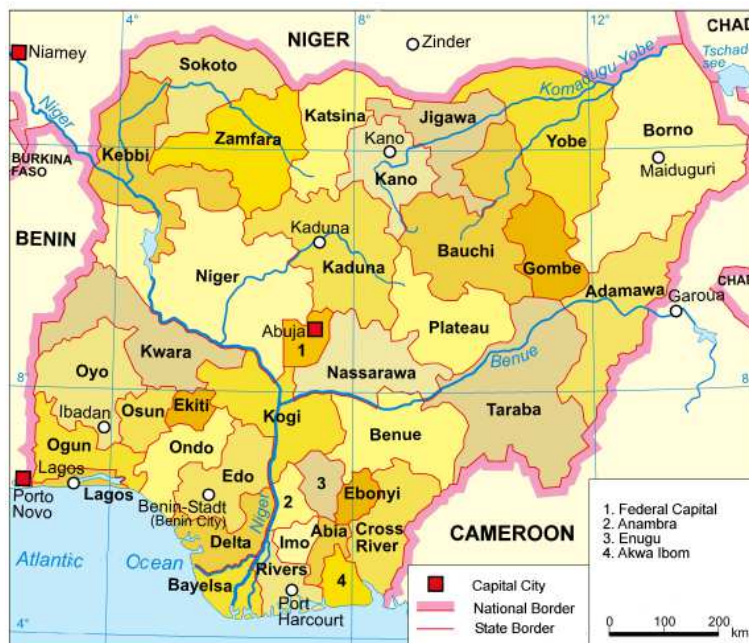 4°
8°
12°
NIGER
CHAD
Niamey
Zinder
Tschad-
see
Sokoto
Komadugu Yobe
Niger
Katsina
Jigawa
Zamfara
Kano
Yobe
Borno
Kebbi
Kano
Maiduguri
BURKINA
FASO
BENIN
Kaduna
Bauchi
Niger
Kaduna
Gombe
CHAD
Adamawa
Garoua
Abuja
1
Plateau
Kwara
Nassarawa
Benue
8°
8°
Oyo
Taraba
Ibadan
Osun
Ekiti
Kogi
Benue
Ogun
Ondo
Lagos
Edo
3
Lagos
Porto
Novo
Benin-Stadt
(Benin City)
Niger
2
Ebonyi
Abia
Cross
River
CAMEROON
Delta
Imo
Atlantic Ocean
Bayelsa
Rivers
4
Port
Harcourt
4°
1. Federal Capital
2. Anambra
3. Enugu
4. Akwa Ibom
Capital City
National Border
State Border
0 100 200
km